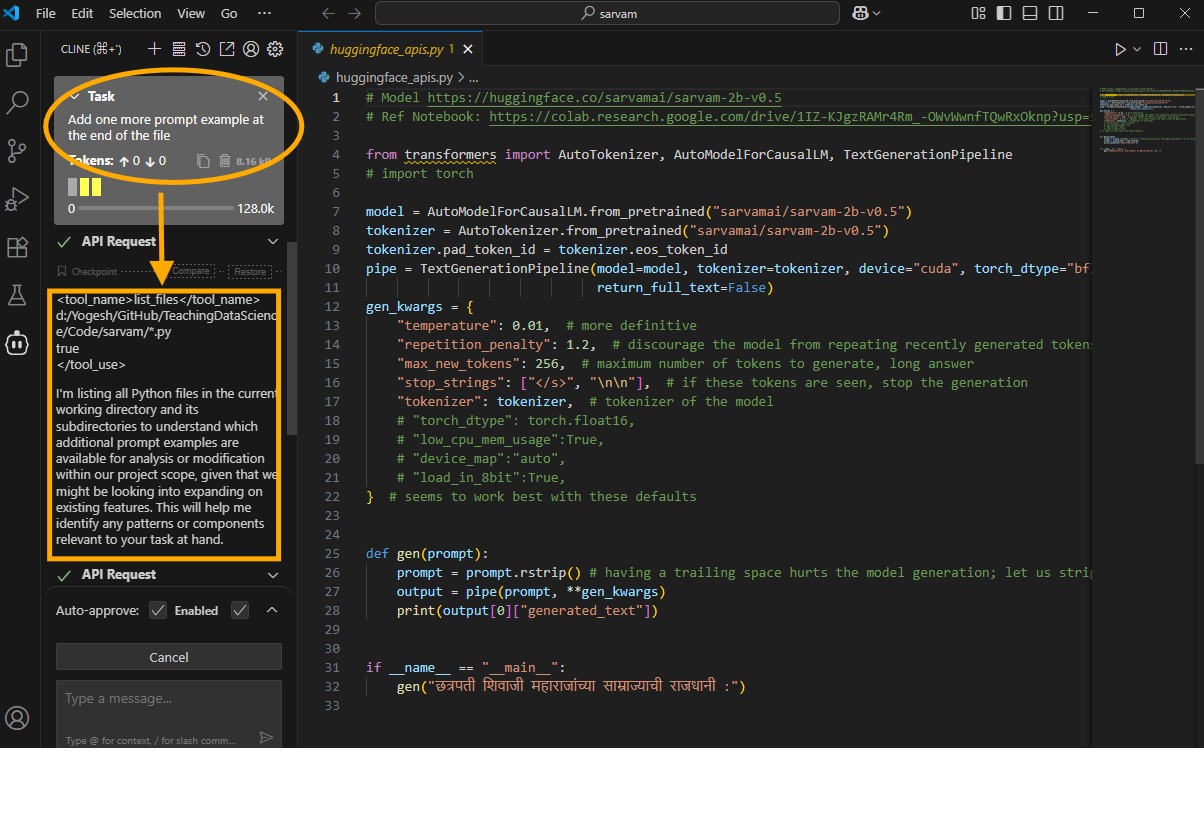 File Edit Selection View Go ··· ← → sarvam
CLINE (⌘+')
Task
Add one more prompt example at
the end of the file
Tokens: ↑ 0 ↓ 0 8.16 kB
0 128.0k
API Request
Checkpoint Compare Restore
<tool_name>list_files</tool_name>
d:/Yogesh/GitHub/TeachingDataScienc
e/Code/sarvam/*.py
true
</tool_use>
I'm listing all Python files in the current
working directory and its
subdirectories to understand which
additional prompt examples are
available for analysis or modification
within our project scope, given that we
might be looking into expanding on
existing features. This will help me
identify any patterns or components
relevant to your task at hand.
API Request
Auto-approve: Enabled
Cancel
Type a message...
Type @ for context, / for slash comm...
huggingface_apis.py 1
huggingface_apis.py > ...
1 # Model https://huggingface.co/sarvamai/sarvam-2b-v0.5
2 # Ref Notebook: https://colab.research.google.com/drive/1IZ-KJgzRAMr4Rm_-OWvWwnfTQwRxOknp?usp=
3
4 from transformers import AutoTokenizer, AutoModelForCausalLM, TextGenerationPipeline
5 # import torch
6
7 model = AutoModelForCausalLM.from_pretrained("sarvamai/sarvam-2b-v0.5")
8 tokenizer = AutoTokenizer.from_pretrained("sarvamai/sarvam-2b-v0.5")
9 tokenizer.pad_token_id = tokenizer.eos_token_id
10 pipe = TextGenerationPipeline(model=model, tokenizer=tokenizer, device="cuda", torch_dtype="bf
11 return_full_text=False)
12 gen_kwargs = {
13 "temperature": 0.01, # more definitive
14 "repetition_penalty": 1.2, # discourage the model from repeating recently generated token
15 "max_new_tokens": 256, # maximum number of tokens to generate, long answer
16 "stop_strings": ["</s>", "\n\n"], # if these tokens are seen, stop the generation
17 "tokenizer": tokenizer, # tokenizer of the model
18 # "torch_dtype": torch.float16,
19 # "low_cpu_mem_usage":True,
20 # "device_map":"auto",
21 # "load_in_8bit":True,
22 } # seems to work best with these defaults
23
24
25 def gen(prompt):
26 prompt = prompt.rstrip() # having a trailing space hurts the model generation; let us strip
27 output = pipe(prompt, **gen_kwargs)
28 print(output[0]["generated_text"])
29
30
31 if __name__ == "__main__":
32 gen("छत्रपती शिवाजी महाराजांच्या साम्राज्याची राजधानी :")
33